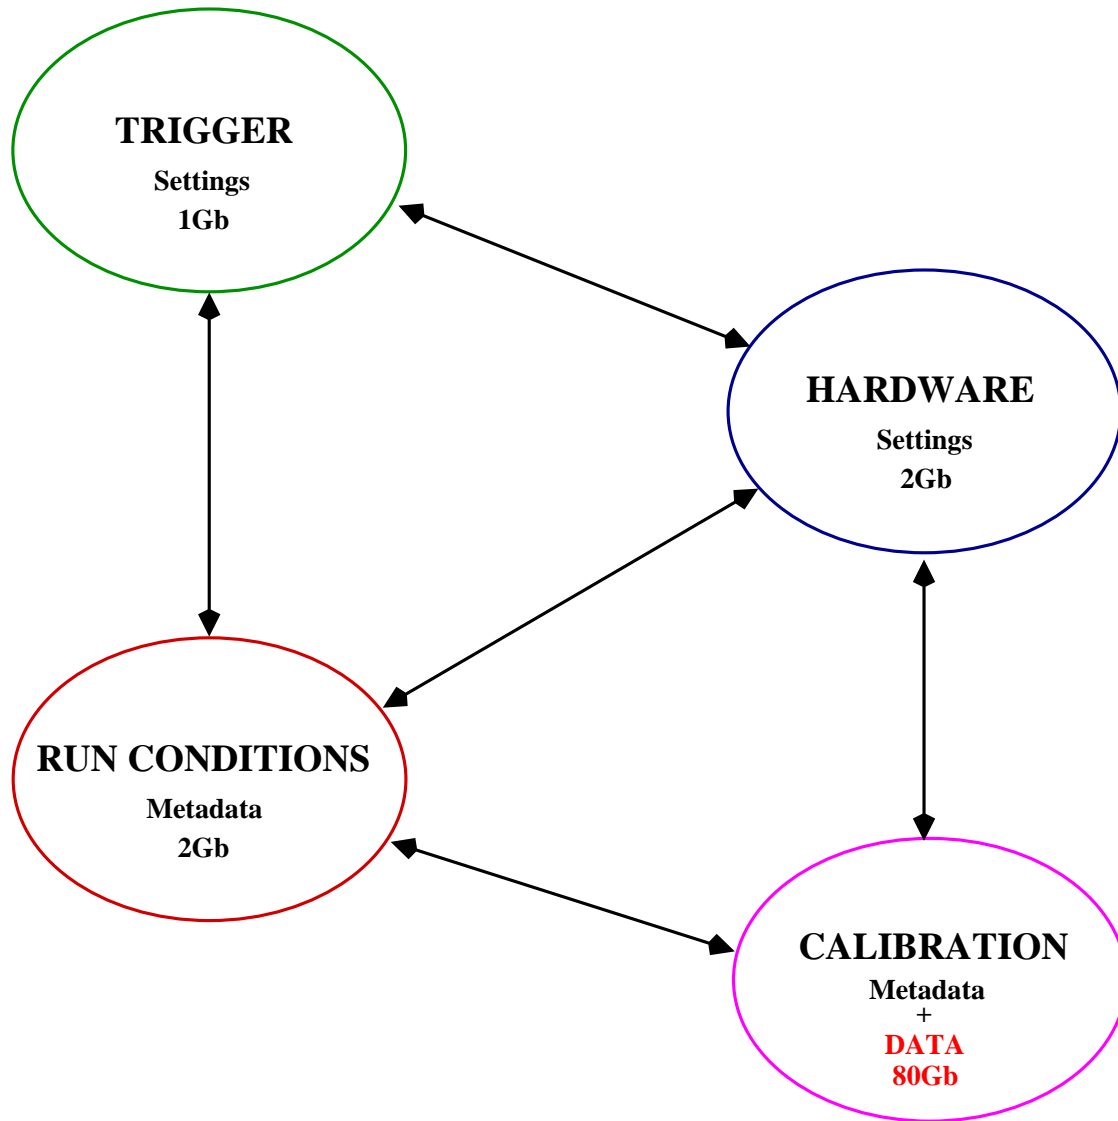 TRIGGER
Settings
1Gb
HARDWARE
Settings
2Gb
RUN CONDITIONS
Metadata
2Gb
CALIBRATION
Metadata
+
DATA
80Gb